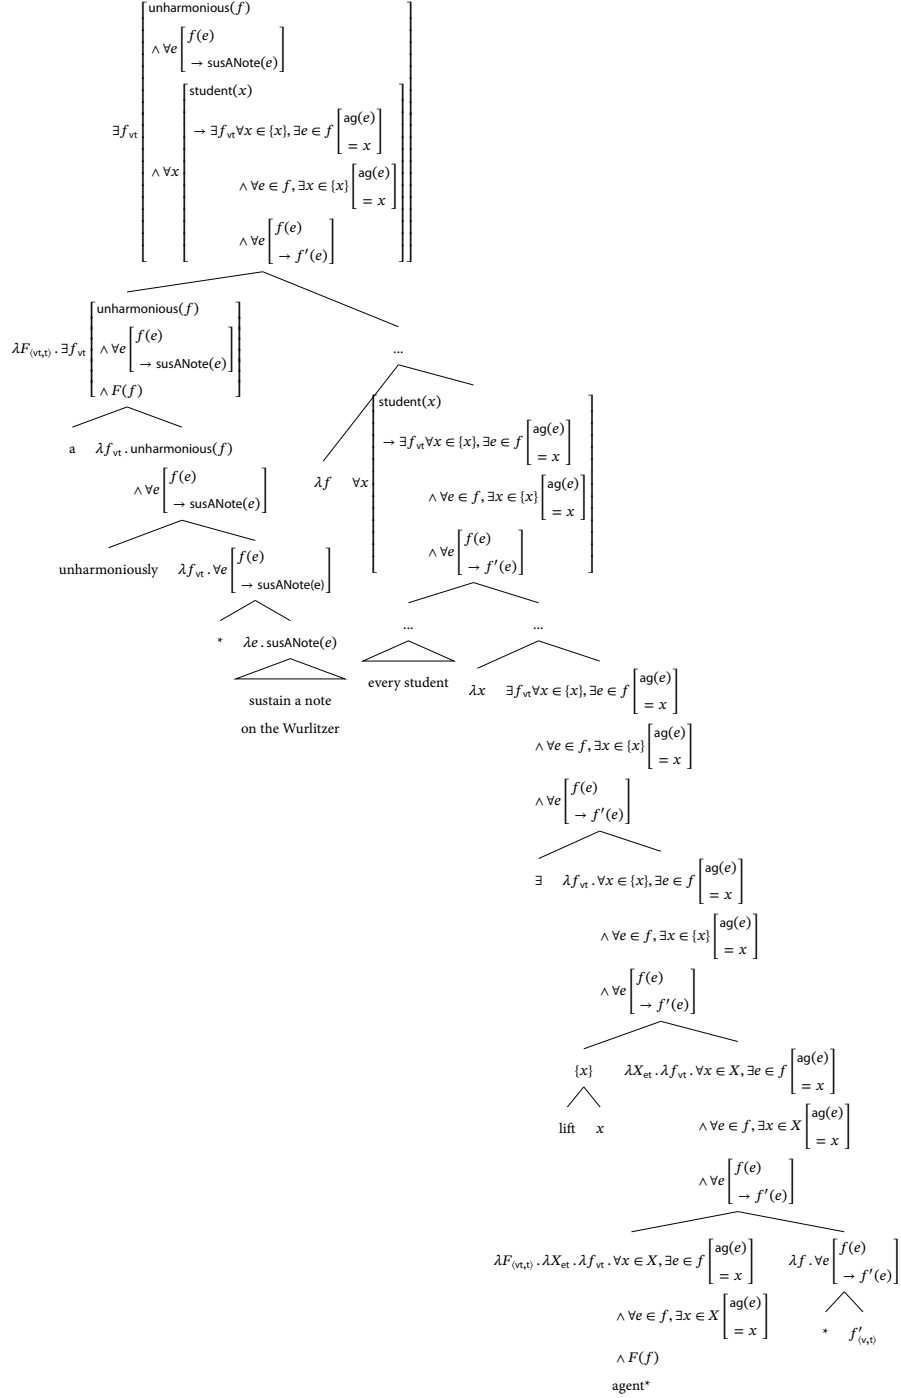 unharmonious(f)
∧ ∀e [ f(e)
→ susANote(e) ]
student(x)
∃f_vt
→ ∃f_vt ∀x ∈ {x}, ∃e ∈ f [ ag(e)
= x ]
∧ ∀x
∧ ∀e ∈ f, ∃x ∈ {x} [ ag(e)
= x ]
∧ ∀e [ f(e)
→ f′(e) ]
unharmonious(f)
λF_⟨vt,t⟩ . ∃f_vt ∧ ∀e [ f(e)
→ susANote(e) ]
∧ F(f)
...
student(x)
→ ∃f_vt ∀x ∈ {x}, ∃e ∈ f [ ag(e)
= x ]
a λf_vt . unharmonious(f)
∧ ∀e [ f(e)
→ susANote(e) ]
λf ∀x
∧ ∀e ∈ f, ∃x ∈ {x} [ ag(e)
= x ]
∧ ∀e [ f(e)
→ f′(e) ]
unharmoniously λf_vt . ∀e [ f(e)
→ susANote(e) ]
... ...
* λe . susANote(e)
every student
sustain a note
on the Wurlitzer
λx ∃f_vt ∀x ∈ {x}, ∃e ∈ f [ ag(e)
= x ]
∧ ∀e ∈ f, ∃x ∈ {x} [ ag(e)
= x ]
∧ ∀e [ f(e)
→ f′(e) ]
∃ λf_vt . ∀x ∈ {x}, ∃e ∈ f [ ag(e)
= x ]
∧ ∀e ∈ f, ∃x ∈ {x} [ ag(e)
= x ]
∧ ∀e [ f(e)
→ f′(e) ]
{x} λX_et . λf_vt . ∀x ∈ X, ∃e ∈ f [ ag(e)
= x ]
lift x
∧ ∀e ∈ f, ∃x ∈ X [ ag(e)
= x ]
∧ ∀e [ f(e)
→ f′(e) ]
λF_⟨vt,t⟩ . λX_et . λf_vt . ∀x ∈ X, ∃e ∈ f [ ag(e)
= x ]
λf . ∀e [ f(e)
→ f′(e) ]
∧ ∀e ∈ f, ∃x ∈ X [ ag(e)
= x ]
* f′_⟨v,t⟩
∧ F(f)
agent*